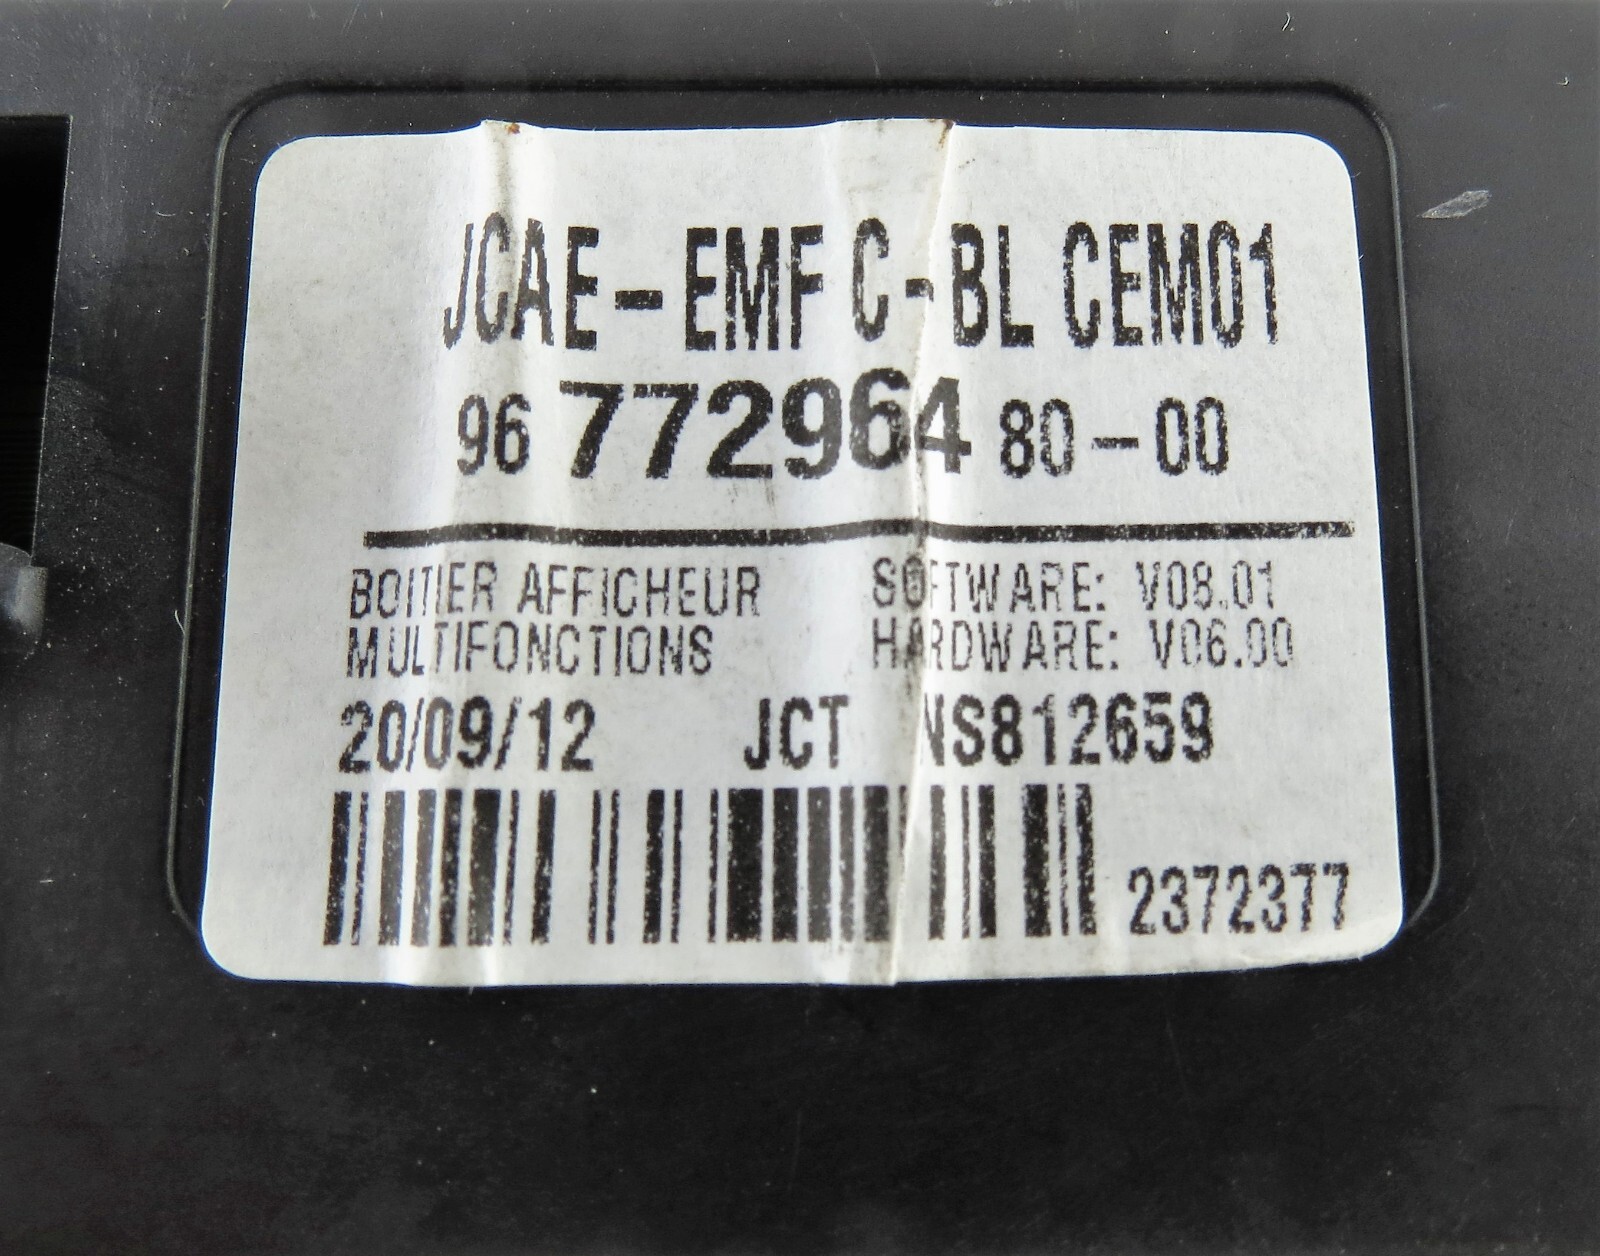 JCAE-EMF C-BL CEM01
96 772964 80-00
BOITIER AFFICHEUR SOFTWARE: V08.01
MULTIFONCTIONS HARDWARE: V06.00
20/09/12 JCT NS812659
2372377